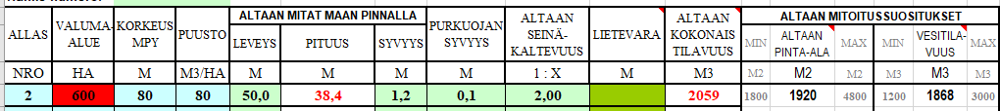 ALTAAN MITAT MAAN PINNALLA ALTAAN MITOITUSSUOSITUKSET
ALLAS VALUMA-ALUE KORKEUS MPY PUUSTO LEVEYS PITUUS SYVYYS PURKUOJAN SYVYYS ALTAAN SEINÄ-KALTEVUUS LIETEVARA ALTAAN KOKONAIS TILAVUUS MIN ALTAAN PINTA-ALA MAX MIN VESITILA-VUUS MAX
NRO HA M M3/HA M M M M 1 : X M M3 M2 M2 M2 M3 M3 M3
2 600 80 80 50,0 38,4 1,2 0,1 2,00 2059 1800 1920 4800 1200 1868 3000